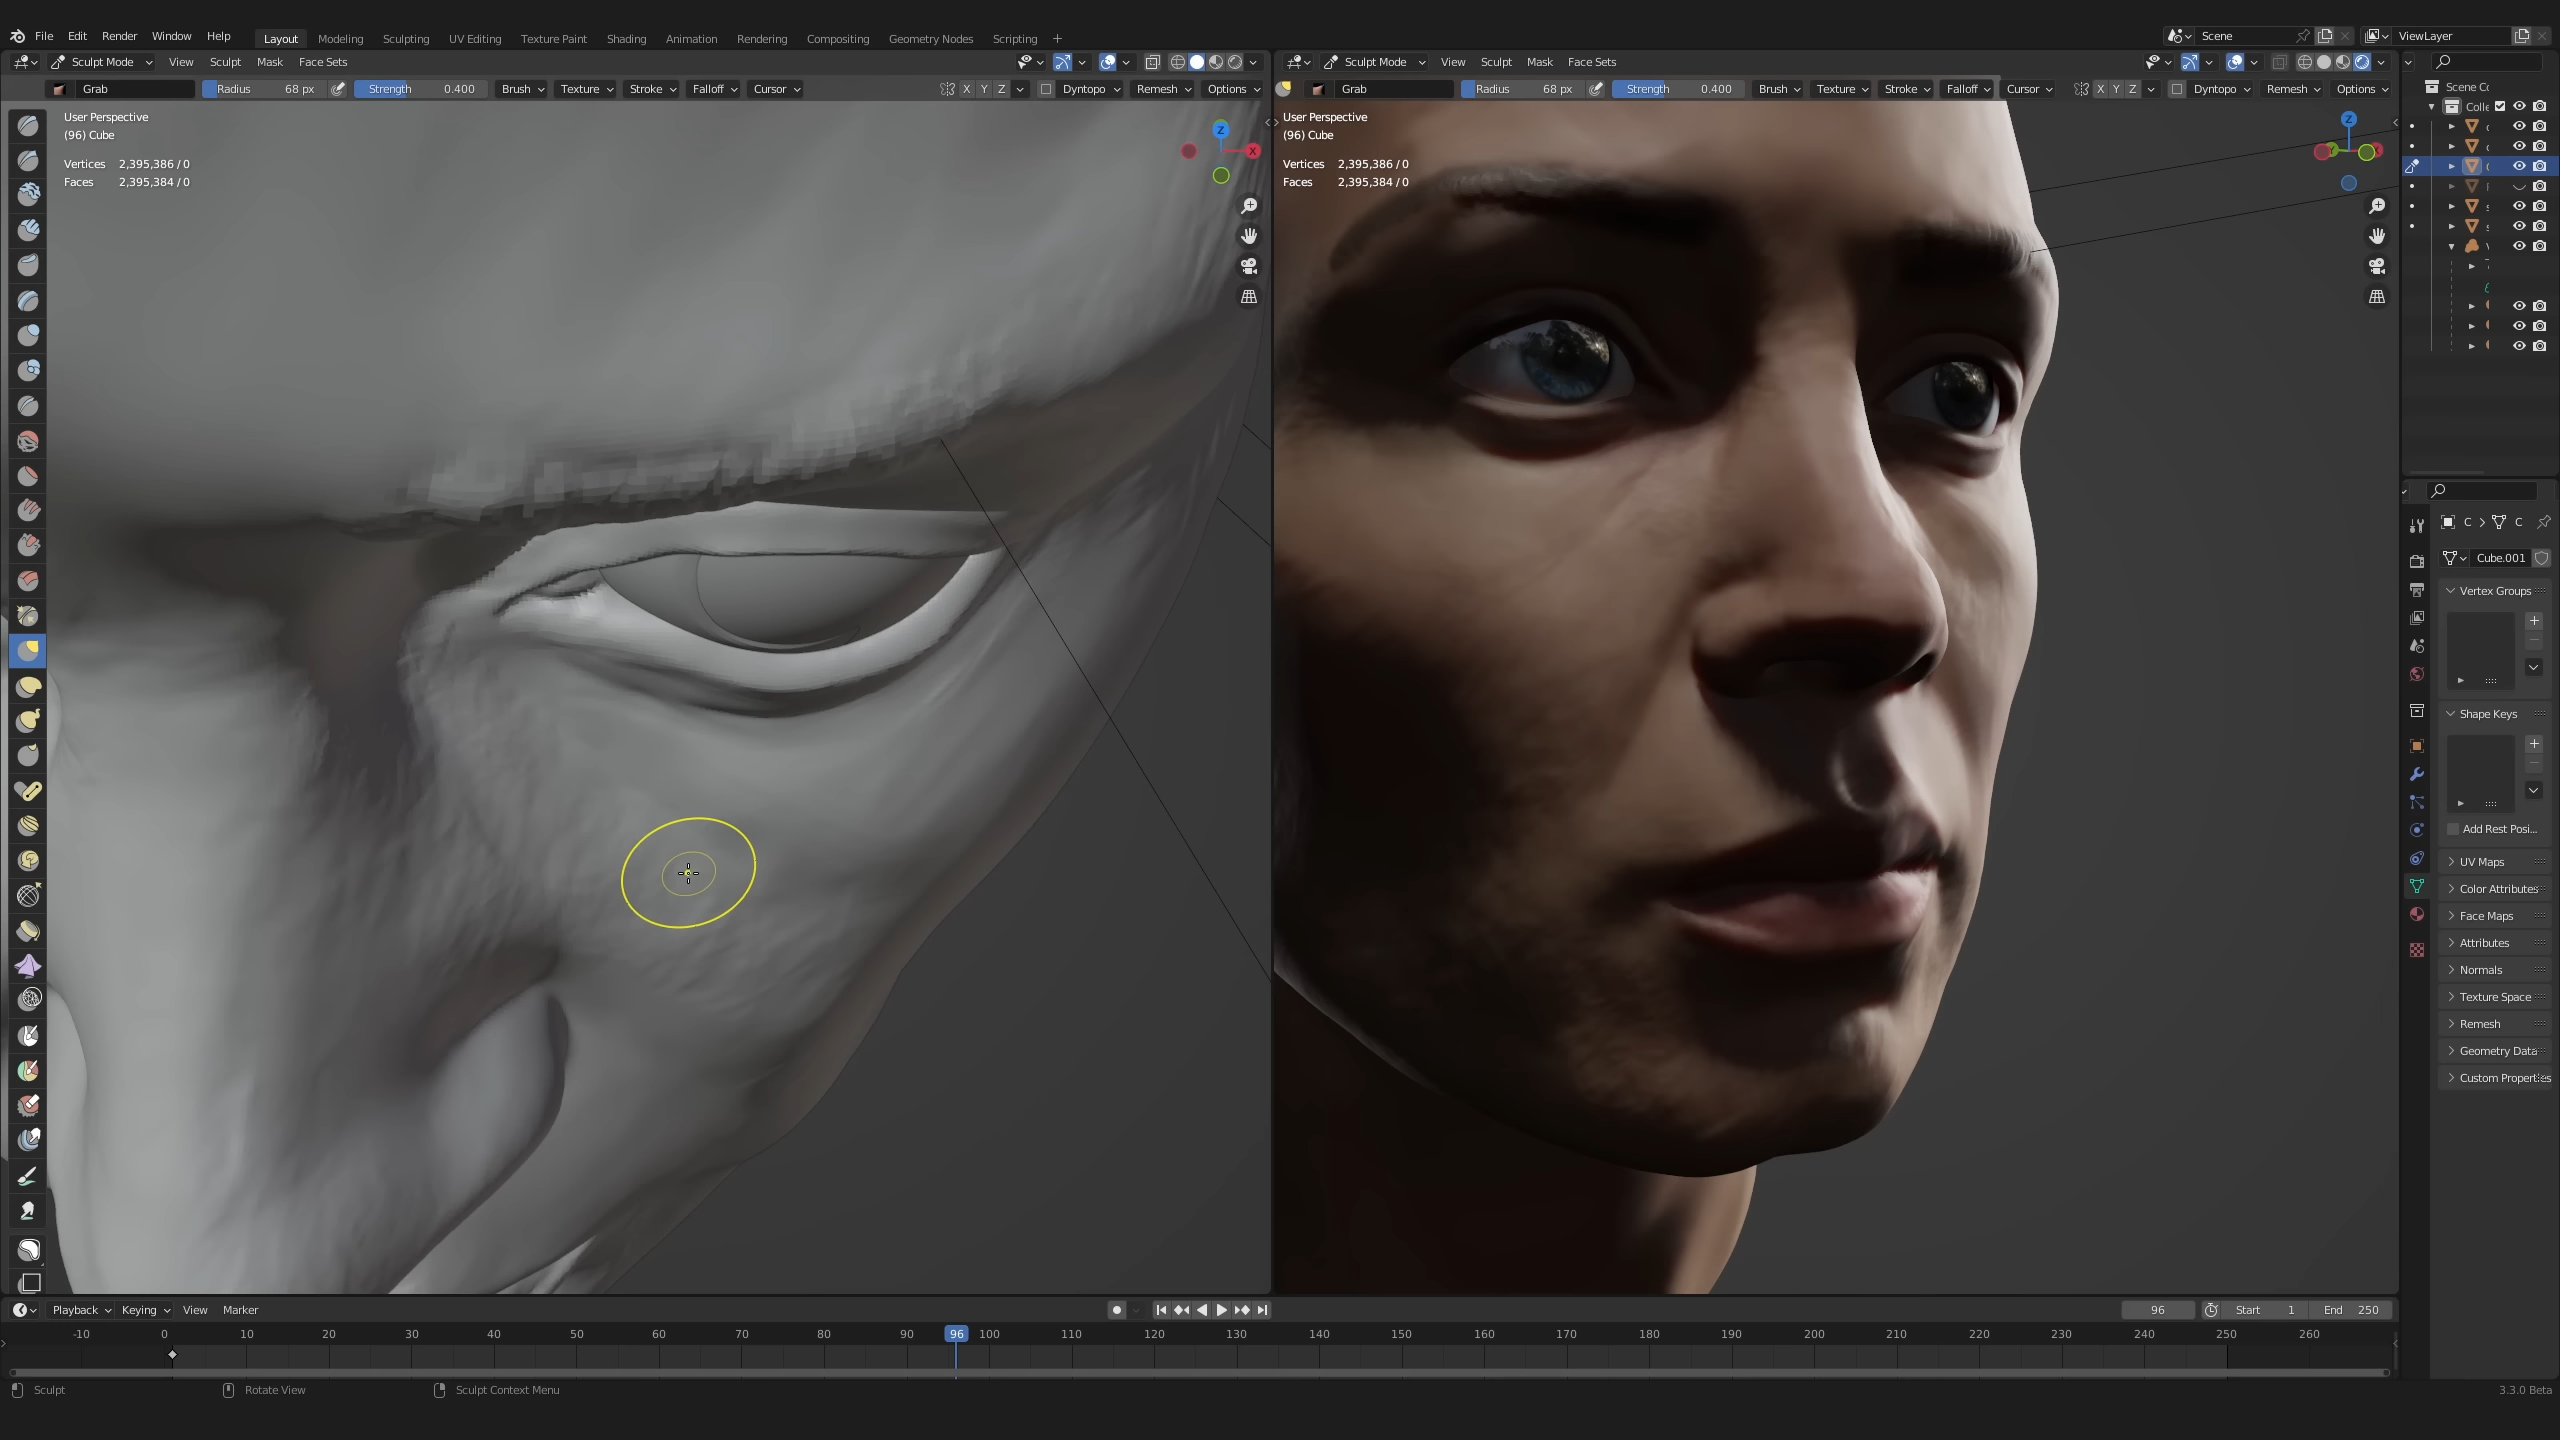 File Edit Render Window Help Layout Modeling Sculpting UV Editing Texture Paint Shading Animation Rendering Compositing Geometry Nodes Scripting + Scene ViewLayer
Sculpt Mode View Sculpt Mask Face Sets
Grab Radius 68 px Strength 0.400 Brush Texture Stroke Falloff Cursor X Y Z Dyntopo Remesh Options
User Perspective
(96) Cube
Vertices 2,395,386 / 0
Faces 2,395,384 / 0
Z
X
Sculpt Mode View Sculpt Mask Face Sets
Grab Radius 68 px Strength 0.400 Brush Texture Stroke Falloff Cursor X Y Z Dyntopo Remesh Options
User Perspective
(96) Cube
Vertices 2,395,386 / 0
Faces 2,395,384 / 0
Z
Scene Cc
Colle
C > C
Cube.001
Vertex Groups
Shape Keys
Add Rest Posi...
UV Maps
Color Attributes
Face Maps
Attributes
Normals
Texture Space
Remesh
Geometry Data
Custom Properties
Playback Keying View Marker 96 Start 1 End 250
-10 0 10 20 30 40 50 60 70 80 90 96 100 110 120 130 140 150 160 170 180 190 200 210 220 230 240 250 260
Sculpt Rotate View Sculpt Context Menu 3.3.0 Beta